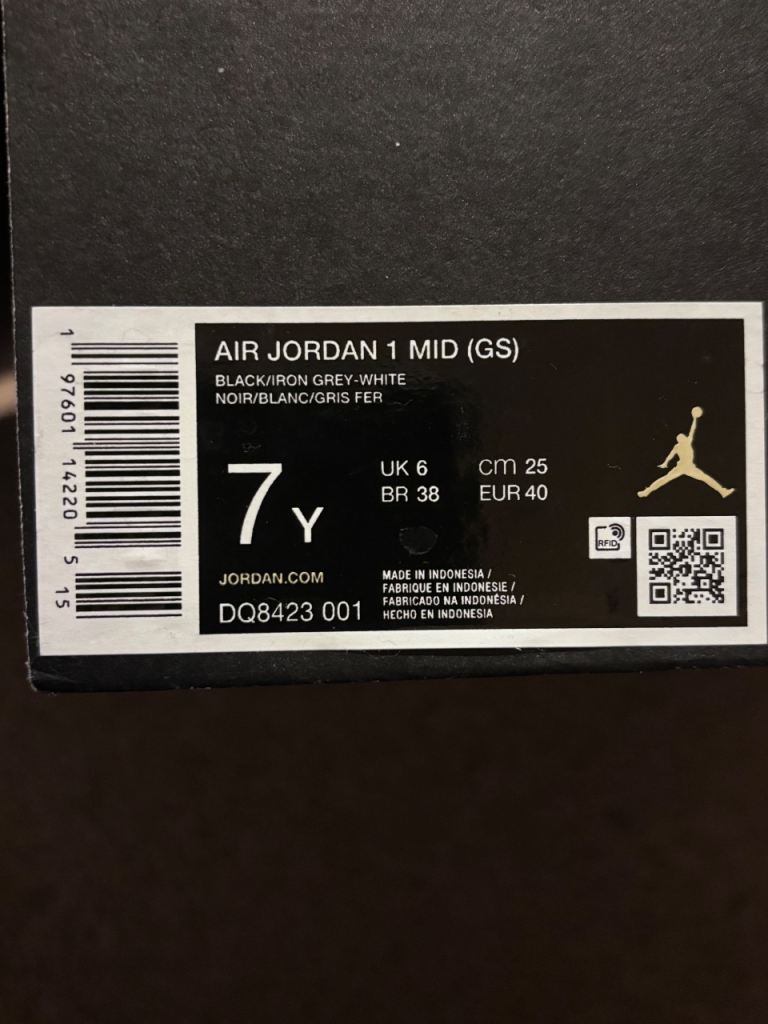 1 97601 14220 5 15
AIR JORDAN 1 MID (GS)
BLACK/IRON GREY-WHITE
NOIR/BLANC/GRIS FER
7 Y
UK 6 cm 25
BR 38 EUR 40
RFID
JORDAN.COM
DQ8423 001
MADE IN INDONESIA /
FABRIQUE EN INDONESIE /
FABRICADO NA INDONÉSIA /
HECHO EN INDONESIA